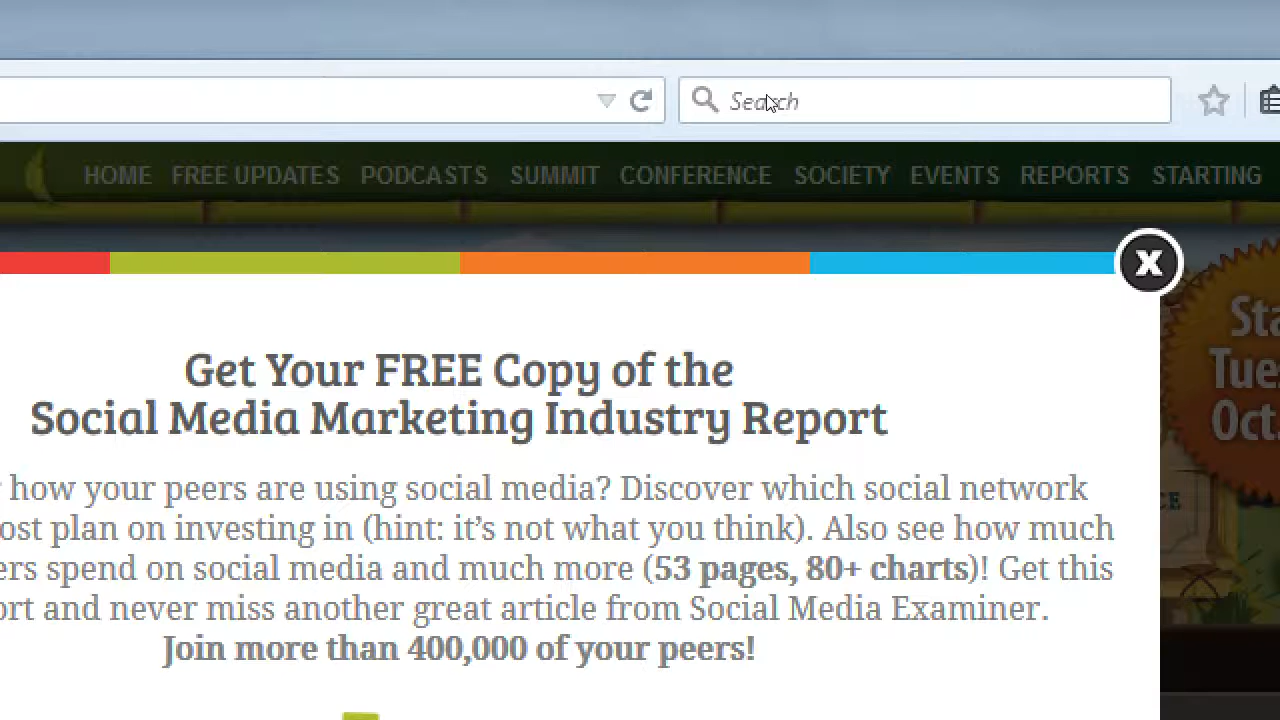 Search
HOME FREE UPDATES PODCASTS SUMMIT CONFERENCE SOCIETY EVENTS REPORTS STARTING
x
Get Your FREE Copy of the
Social Media Marketing Industry Report
how your peers are using social media? Discover which social network
plan on investing in (hint: it’s not what you think). Also see how much
spend on social media and much more (53 pages, 80+ charts)! Get this
and never miss another great article from Social Media Examiner.
Join more than 400,000 of your peers!
Oct.